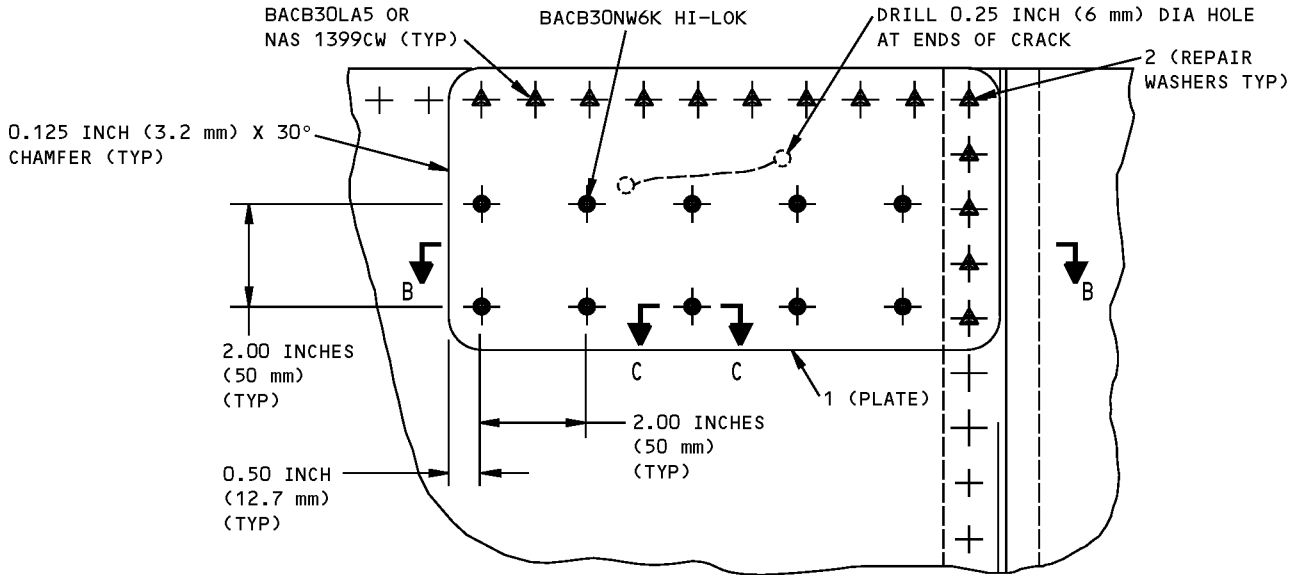 BACB30LA5 OR
NAS 1399CW (TYP)
BACB30NW6K HI-LOK
DRILL 0.25 INCH (6 mm) DIA HOLE
AT ENDS OF CRACK
2 (REPAIR
WASHERS TYP)
0.125 INCH (3.2 mm) X 30°
CHAMFER (TYP)
B
B
2.00 INCHES
(50 mm)
(TYP)
C
C
1 (PLATE)
2.00 INCHES
(50 mm)
(TYP)
0.50 INCH
(12.7 mm)
(TYP)